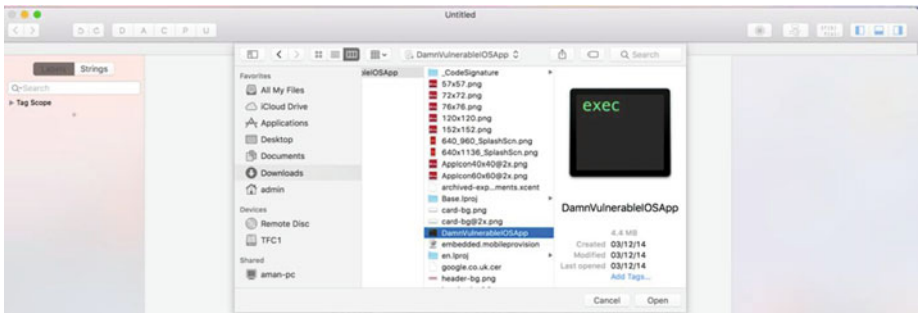 Untitled
D A C P U
Labels Strings
Search
Tag Scope
DamnVulnerableIOSApp
Search
Favorites
All My Files
iCloud Drive
Applications
Desktop
Documents
Downloads
admin
Devices
Remote Disc
TFC1
Shared
aman-pc
leIOSApp
_CodeSignature
57x57.png
72x72.png
76x76.png
120x120.png
152x152.png
640_960_SplashScn.png
640x1136_SplashScn.png
AppIcon40x40@2x.png
AppIcon60x60@2x.png
archived-exp...ments.xcent
Base.lproj
card-bg.png
card-bg@2x.png
DamnVulnerableIOSApp
embedded.mobileprovision
en.lproj
google.co.uk.cer
header-bg.png
exec
DamnVulnerableIOSApp
4.4 MB
Created 03/12/14
Modified 03/12/14
Last opened 03/12/14
Add Tags...
Cancel Open